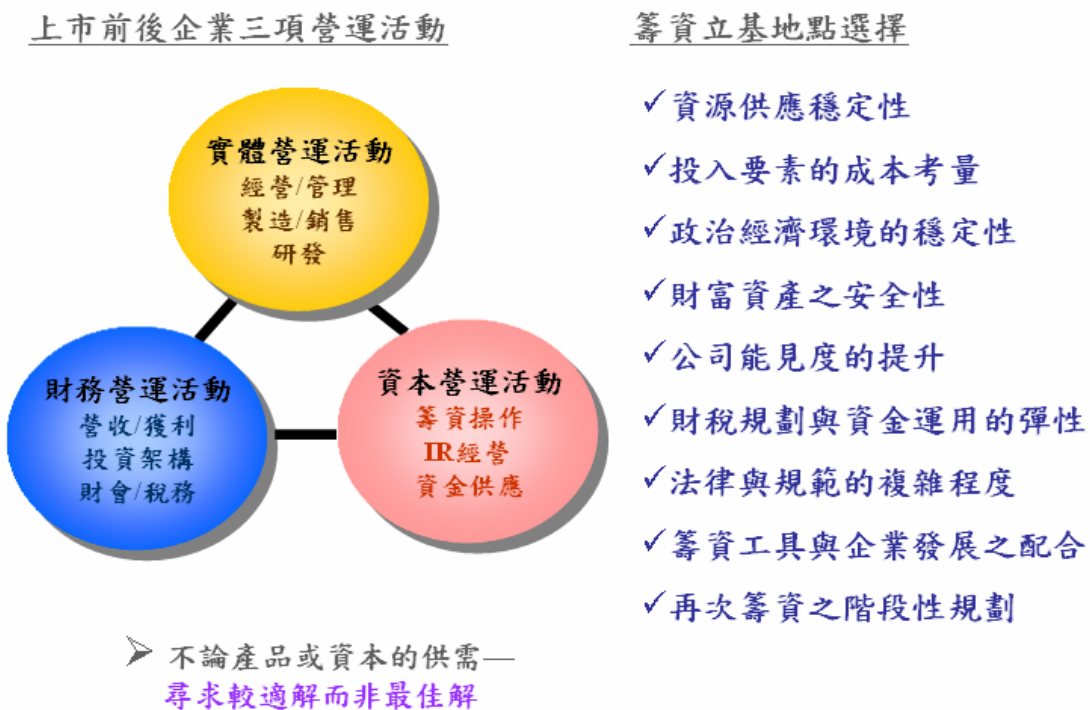 上市前後企業三項營運活動
實體營運活動
經營/管理
製造/銷售
研發
財務營運活動
營收/獲利
投資架構
財會/稅務
資本營運活動
籌資操作
IR經營
資金供應
➢ 不論產品或資本的供需—
尋求較適解而非最佳解
籌資立基地點選擇
✓資源供應穩定性
✓投入要素的成本考量
✓政治經濟環境的穩定性
✓財富資產之安全性
✓公司能見度的提升
✓財稅規劃與資金運用的彈性
✓法律與規範的複雜程度
✓籌資工具與企業發展之配合
✓再次籌資之階段性規劃